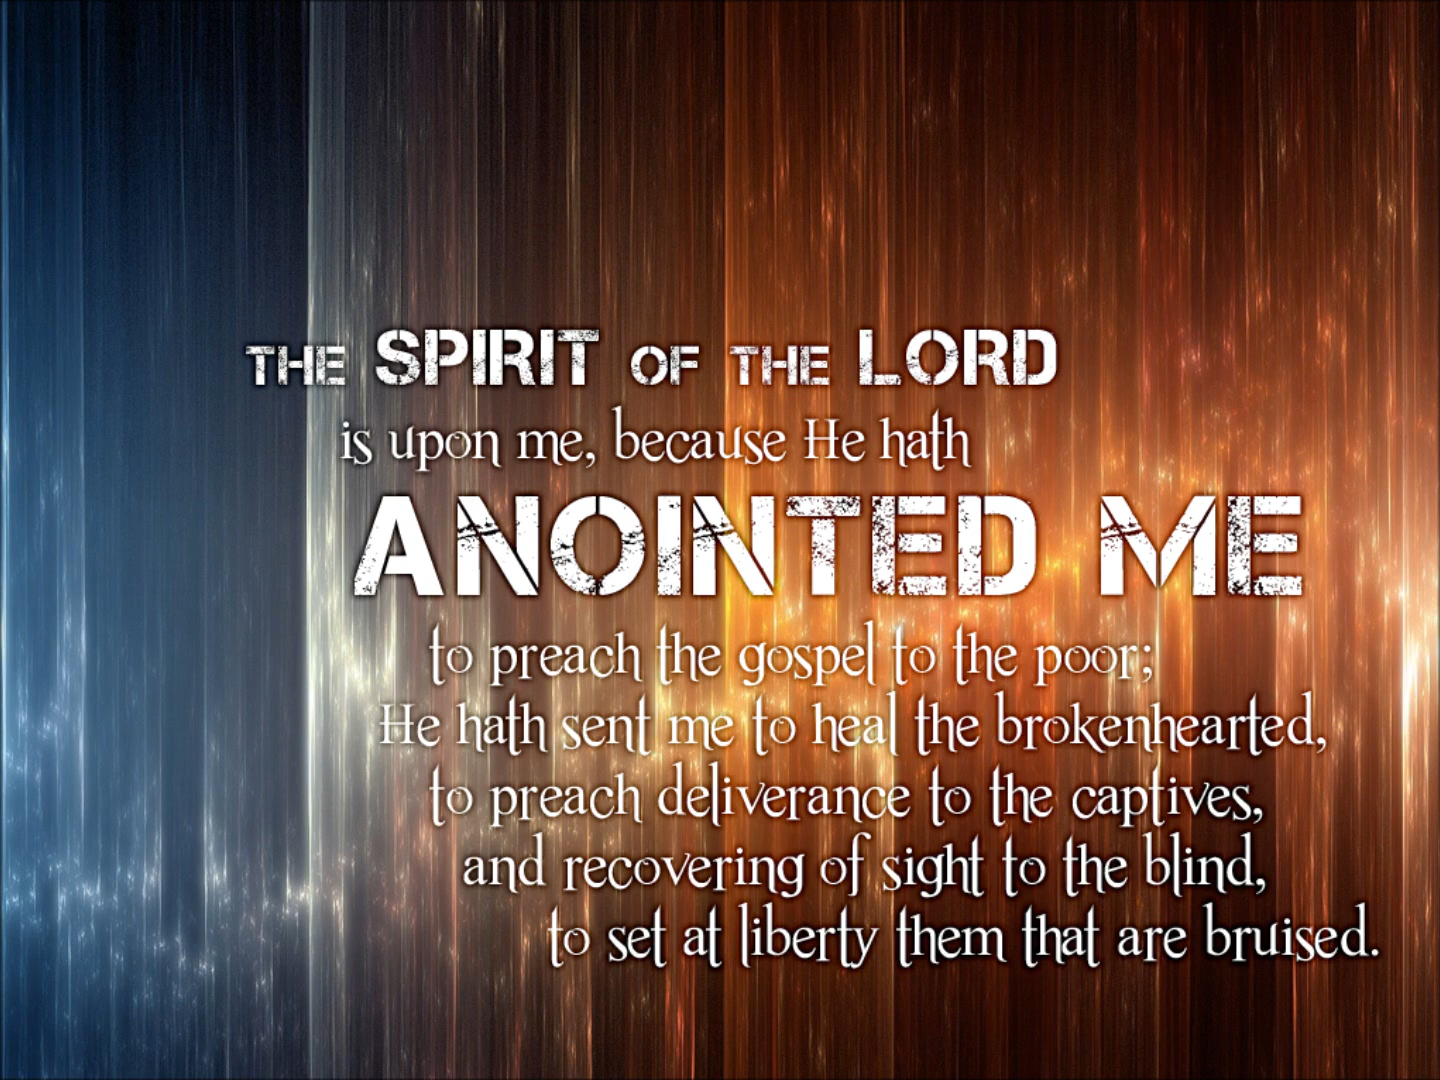 THE SPIRIT OF THE LORD
is upon me, because He hath
ANOINTED ME
to preach the gospel to the poor;
He hath sent me to heal the brokenhearted,
to preach deliverance to the captives,
and recovering of sight to the blind,
to set at liberty them that are bruised.